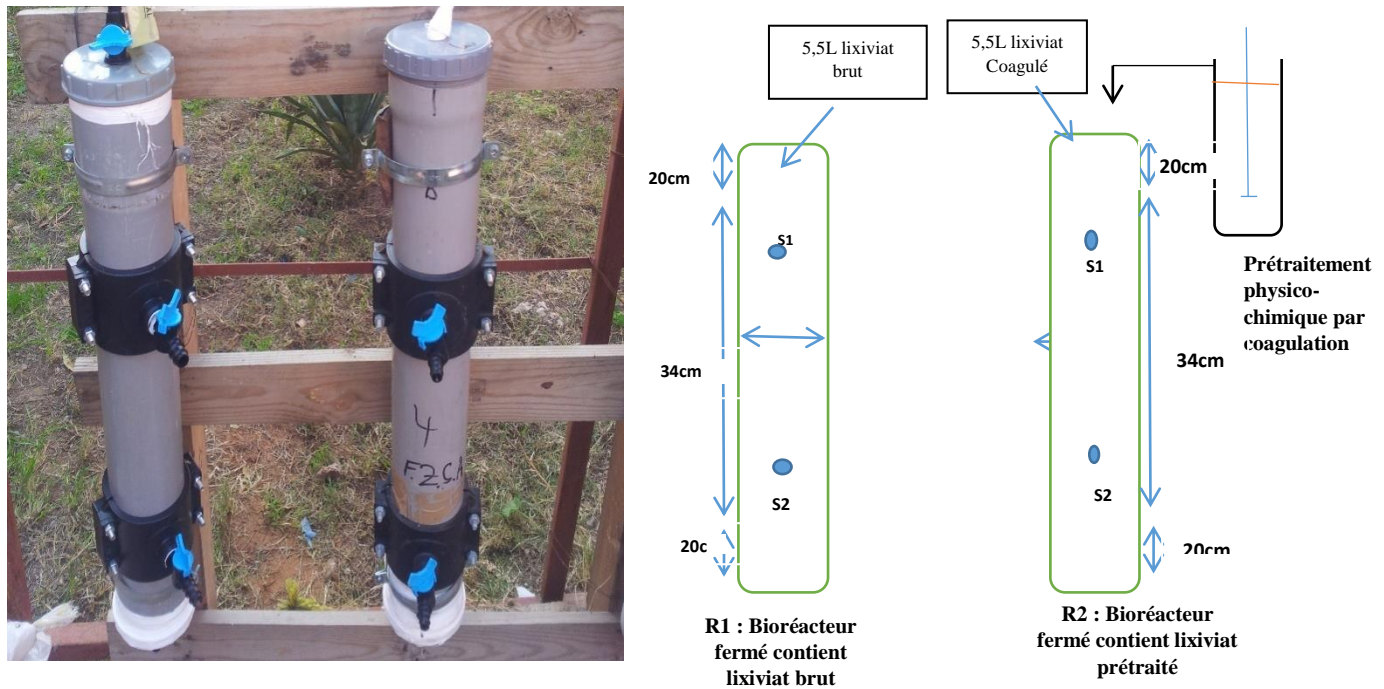 4
F.Z.G.A
5,5L lixiviat
brut
20cm
S1
34cm
S2
20c
R1 : Bioréacteur
fermé contient
lixiviat brut
5,5L lixiviat
Coagulé
20cm
S1
34cm
S2
20cm
R2 : Bioréacteur
fermé contient lixiviat
prétraité
Prétraitement
physico-
chimique par
coagulation